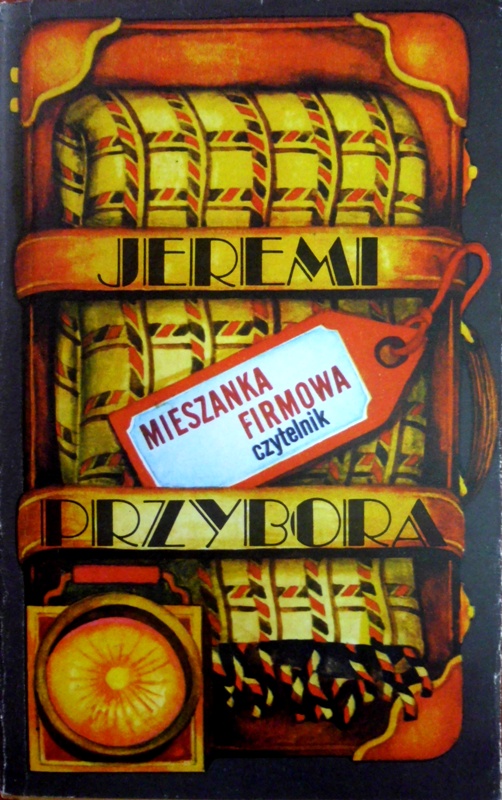 JEREMI
MIESZANKA
FIRMOWA
czytelnik
PRZYBORA